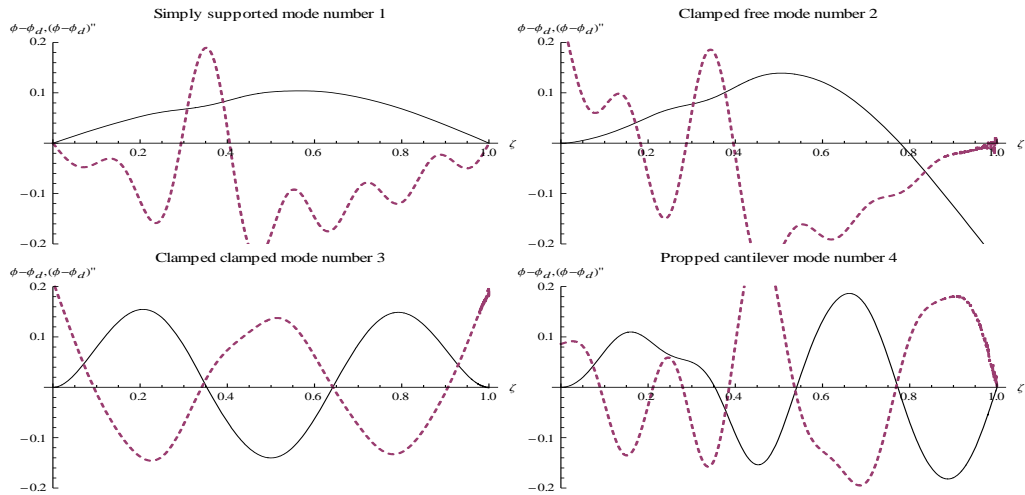 Simply supported mode number 1
ϕ−ϕd,(ϕ−ϕd)″
0.2
0.1
−0.1
−0.2
0.2 0.4 0.6 0.8 1.0 ζ
Clamped free mode number 2
ϕ−ϕd,(ϕ−ϕd)″
0.2
0.1
−0.1
−0.2
0.2 0.4 0.6 0.8 1.0 ζ
Clamped clamped mode number 3
ϕ−ϕd,(ϕ−ϕd)″
0.2
0.1
−0.1
−0.2
0.2 0.4 0.6 0.8 1.0 ζ
Propped cantilever mode number 4
ϕ−ϕd,(ϕ−ϕd)″
0.2
0.1
−0.1
−0.2
0.2 0.4 0.6 0.8 1.0 ζ